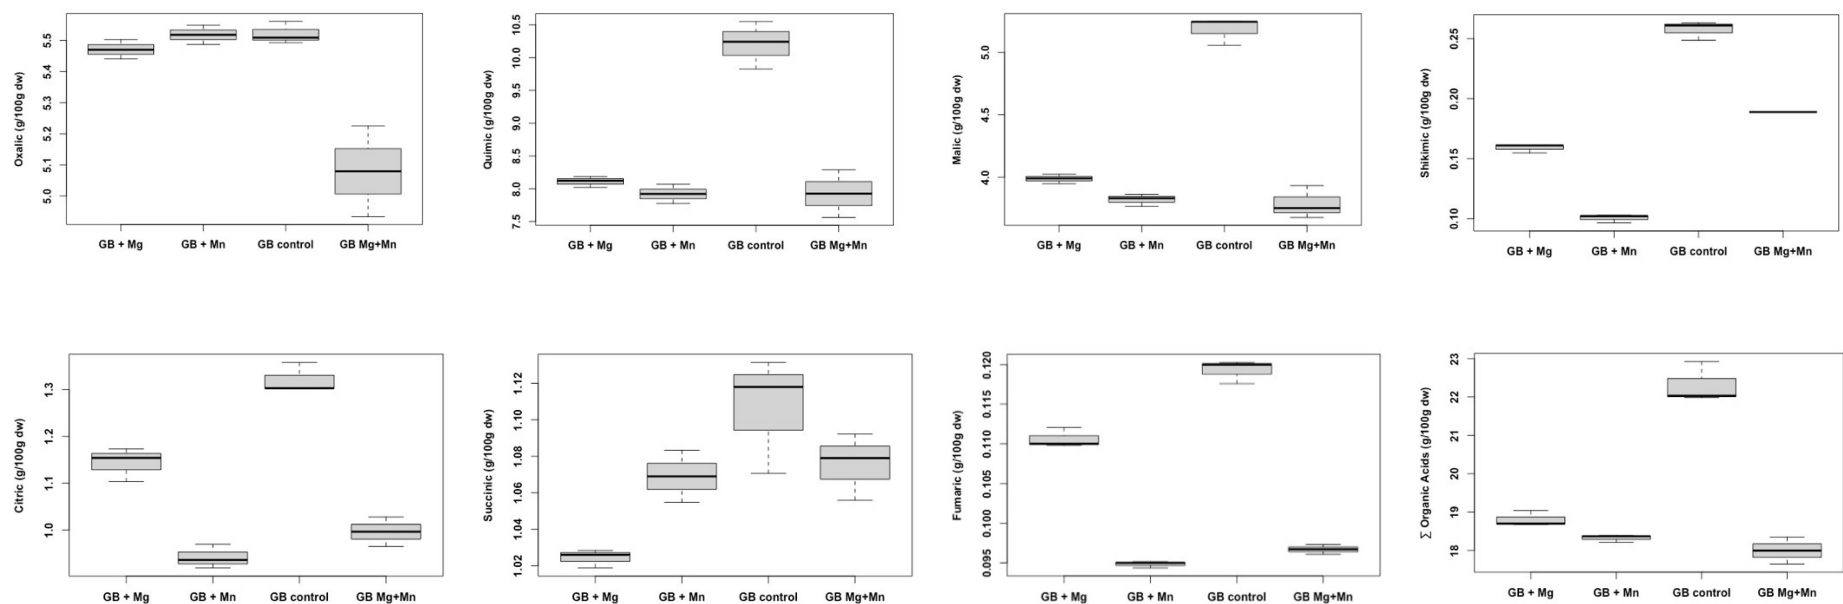 Oxalic (g/100g dw)
5.5
5.4
5.3
5.2
5.1
5.0
GB + Mg GB + Mn GB control GB Mg+Mn
Quimic (g/100g dw)
10.5
10.0
9.5
9.0
8.5
8.0
7.5
GB + Mg GB + Mn GB control GB Mg+Mn
Malic (g/100g dw)
5.0
4.5
4.0
GB + Mg GB + Mn GB control GB Mg+Mn
Shikimic (g/100g dw)
0.25
0.20
0.15
0.10
GB + Mg GB + Mn GB control GB Mg+Mn
Citric (g/100g dw)
1.3
1.2
1.1
1.0
GB + Mg GB + Mn GB control GB Mg+Mn
Succinic (g/100g dw)
1.12
1.10
1.08
1.06
1.04
1.02
GB + Mg GB + Mn GB control GB Mg+Mn
Fumaric (g/100g dw)
0.120
0.115
0.110
0.105
0.100
0.095
GB + Mg GB + Mn GB control GB Mg+Mn
∑ Organic Acids (g/100g dw)
23
22
21
20
19
18
GB + Mg GB + Mn GB control GB Mg+Mn